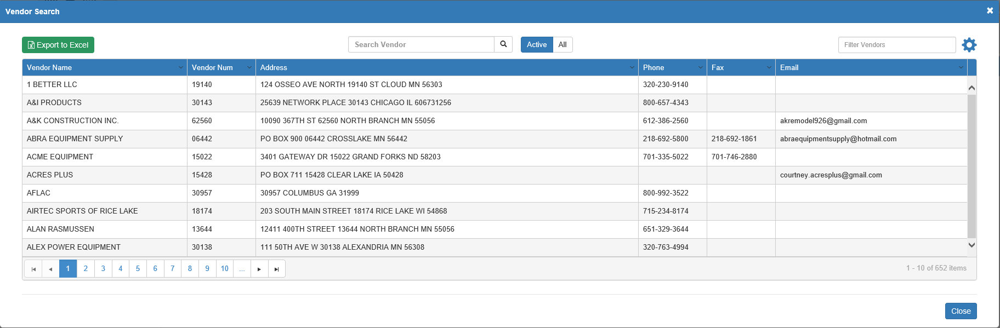 Vendor Search
Export to Excel Search Vendor Active All Filter Vendors
Vendor Name Vendor Num Address Phone Fax Email
1 BETTER LLC 19140 124 OSSEO AVE NORTH 19140 ST CLOUD MN 56303 320-230-9140
A&I PRODUCTS 30143 25639 NETWORK PLACE 30143 CHICAGO IL 606731256 800-657-4343
A&K CONSTRUCTION INC. 62560 10090 367TH ST 62560 NORTH BRANCH MN 55056 612-386-2560 akremodel926@gmail.com
ABRA EQUIPMENT SUPPLY 06442 PO BOX 900 06442 CROSSLAKE MN 56442 218-692-5800 218-692-1861 abraequipmentsupply@hotmail.com
ACME EQUIPMENT 15022 3401 GATEWAY DR 15022 GRAND FORKS ND 58203 701-335-5022 701-746-2880
ACRES PLUS 15428 PO BOX 711 15428 CLEAR LAKE IA 50428 courtney.acresplus@gmail.com
AFLAC 30957 30957 COLUMBUS GA 31999 800-992-3522
AIRTEC SPORTS OF RICE LAKE 18174 203 SOUTH MAIN STREET 18174 RICE LAKE WI 54868 715-234-8174
ALAN RASMUSSEN 13644 12411 400TH STREET 13644 NORTH BRANCH MN 55056 651-329-3644
ALEX POWER EQUIPMENT 30138 111 50TH AVE W 30138 ALEXANDRIA MN 56308 320-763-4994
1 2 3 4 5 6 7 8 9 10 ... 1 - 10 of 652 items
Close